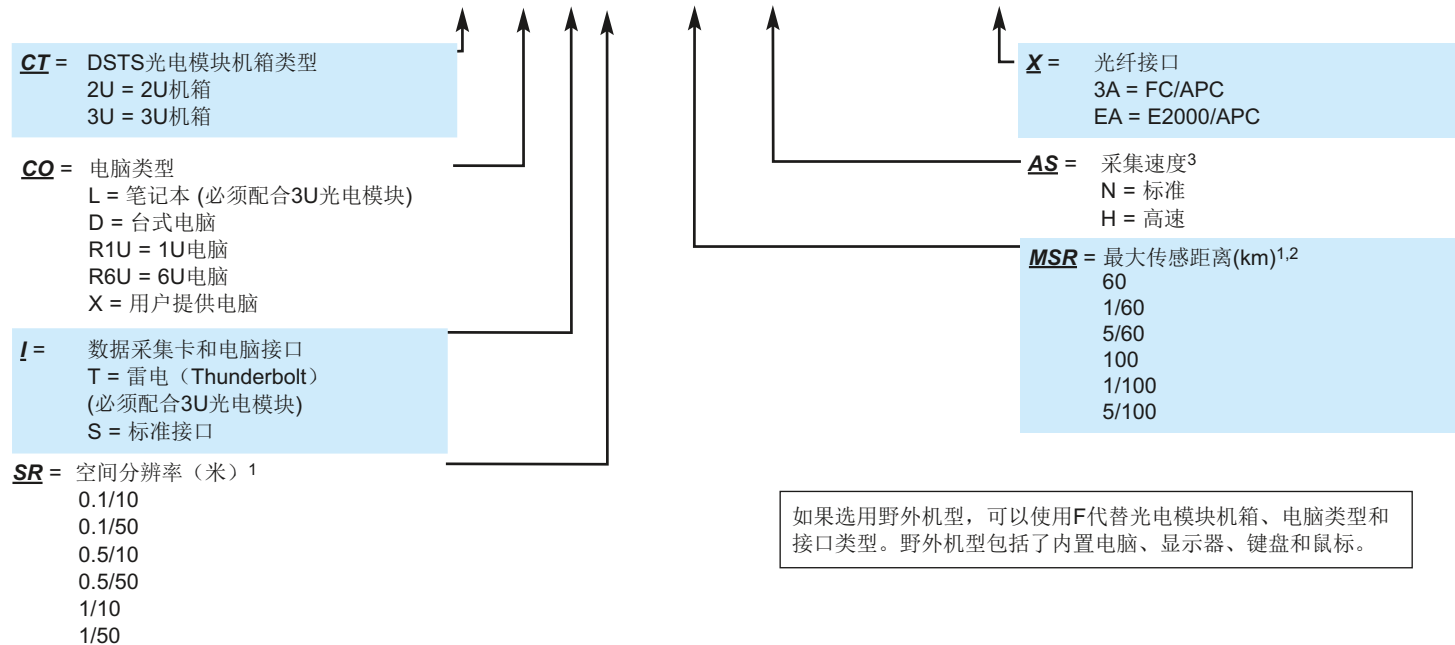 CT = DSTS光电模块机箱类型
2U = 2U机箱
3U = 3U机箱
CO = 电脑类型
L = 笔记本 (必须配合3U光电模块)
D = 台式电脑
R1U = 1U电脑
R6U = 6U电脑
X = 用户提供电脑
I = 数据采集卡和电脑接口
T = 雷电（Thunderbolt）
(必须配合3U光电模块)
S = 标准接口
SR = 空间分辨率（米）1
0.1/10
0.1/50
0.5/10
0.5/50
1/10
1/50
X = 光纤接口
3A = FC/APC
EA = E2000/APC
AS = 采集速度3
N = 标准
H = 高速
MSR = 最大传感距离(km)1,2
60
1/60
5/60
100
1/100
5/100
如果选用野外机型，可以使用F代替光电模块机箱、电脑类型和
接口类型。野外机型包括了内置电脑、显示器、键盘和鼠标。